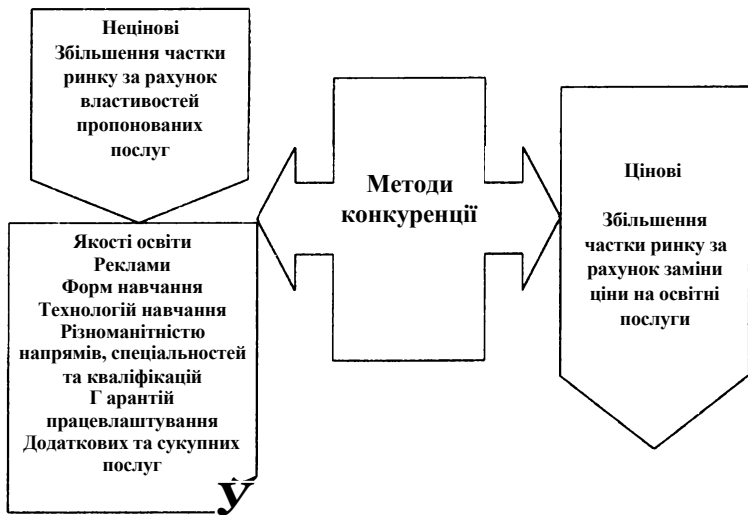 Нецінові
Збільшення частки
ринку за рахунок
властивостей
пропонованих
послуг
Якості освіти
Реклами
Форм навчання
Технологій навчання
Різноманітністю
напрямів, спеціальностей
та кваліфікацій
Г арантій
працевлаштування
Додаткових та сукупних
послуг
У
Методи
конкуренції
Цінові
Збільшення
частки ринку за
рахунок заміни
ціни на освітні
послуги